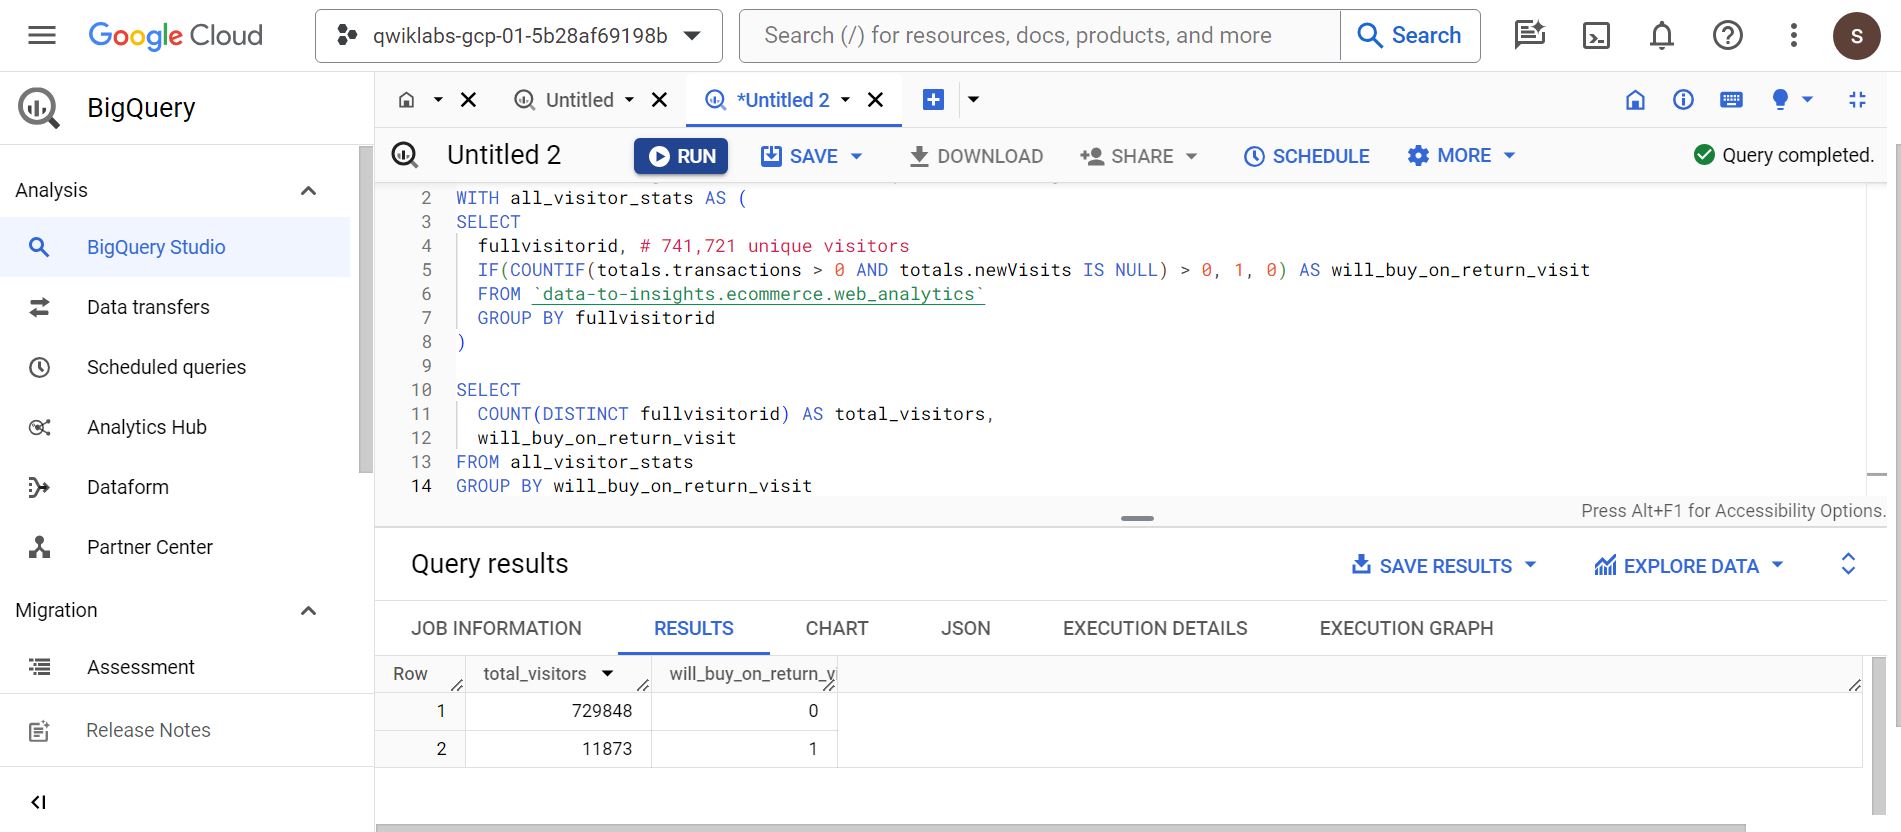 Google Cloud
qwiklabs-gcp-01-5b28af69198b
Search (/) for resources, docs, products, and more
Search
S
BigQuery
Untitled
*Untitled 2
Untitled 2
RUN
SAVE
DOWNLOAD
SHARE
SCHEDULE
MORE
Query completed.
Analysis
BigQuery Studio
Data transfers
Scheduled queries
Analytics Hub
Dataform
Partner Center
Migration
Assessment
Release Notes
2 WITH all_visitor_stats AS (
3 SELECT
4 fullvisitorid, # 741,721 unique visitors
5 IF(COUNTIF(totals.transactions > 0 AND totals.newVisits IS NULL) > 0, 1, 0) AS will_buy_on_return_visit
6 FROM `data-to-insights.ecommerce.web_analytics`
7 GROUP BY fullvisitorid
8 )
9
10 SELECT
11 COUNT(DISTINCT fullvisitorid) AS total_visitors,
12 will_buy_on_return_visit
13 FROM all_visitor_stats
14 GROUP BY will_buy_on_return_visit
Press Alt+F1 for Accessibility Options.
Query results
SAVE RESULTS
EXPLORE DATA
JOB INFORMATION
RESULTS
CHART
JSON
EXECUTION DETAILS
EXECUTION GRAPH
Row total_visitors will_buy_on_return_vi
1 729848 0
2 11873 1